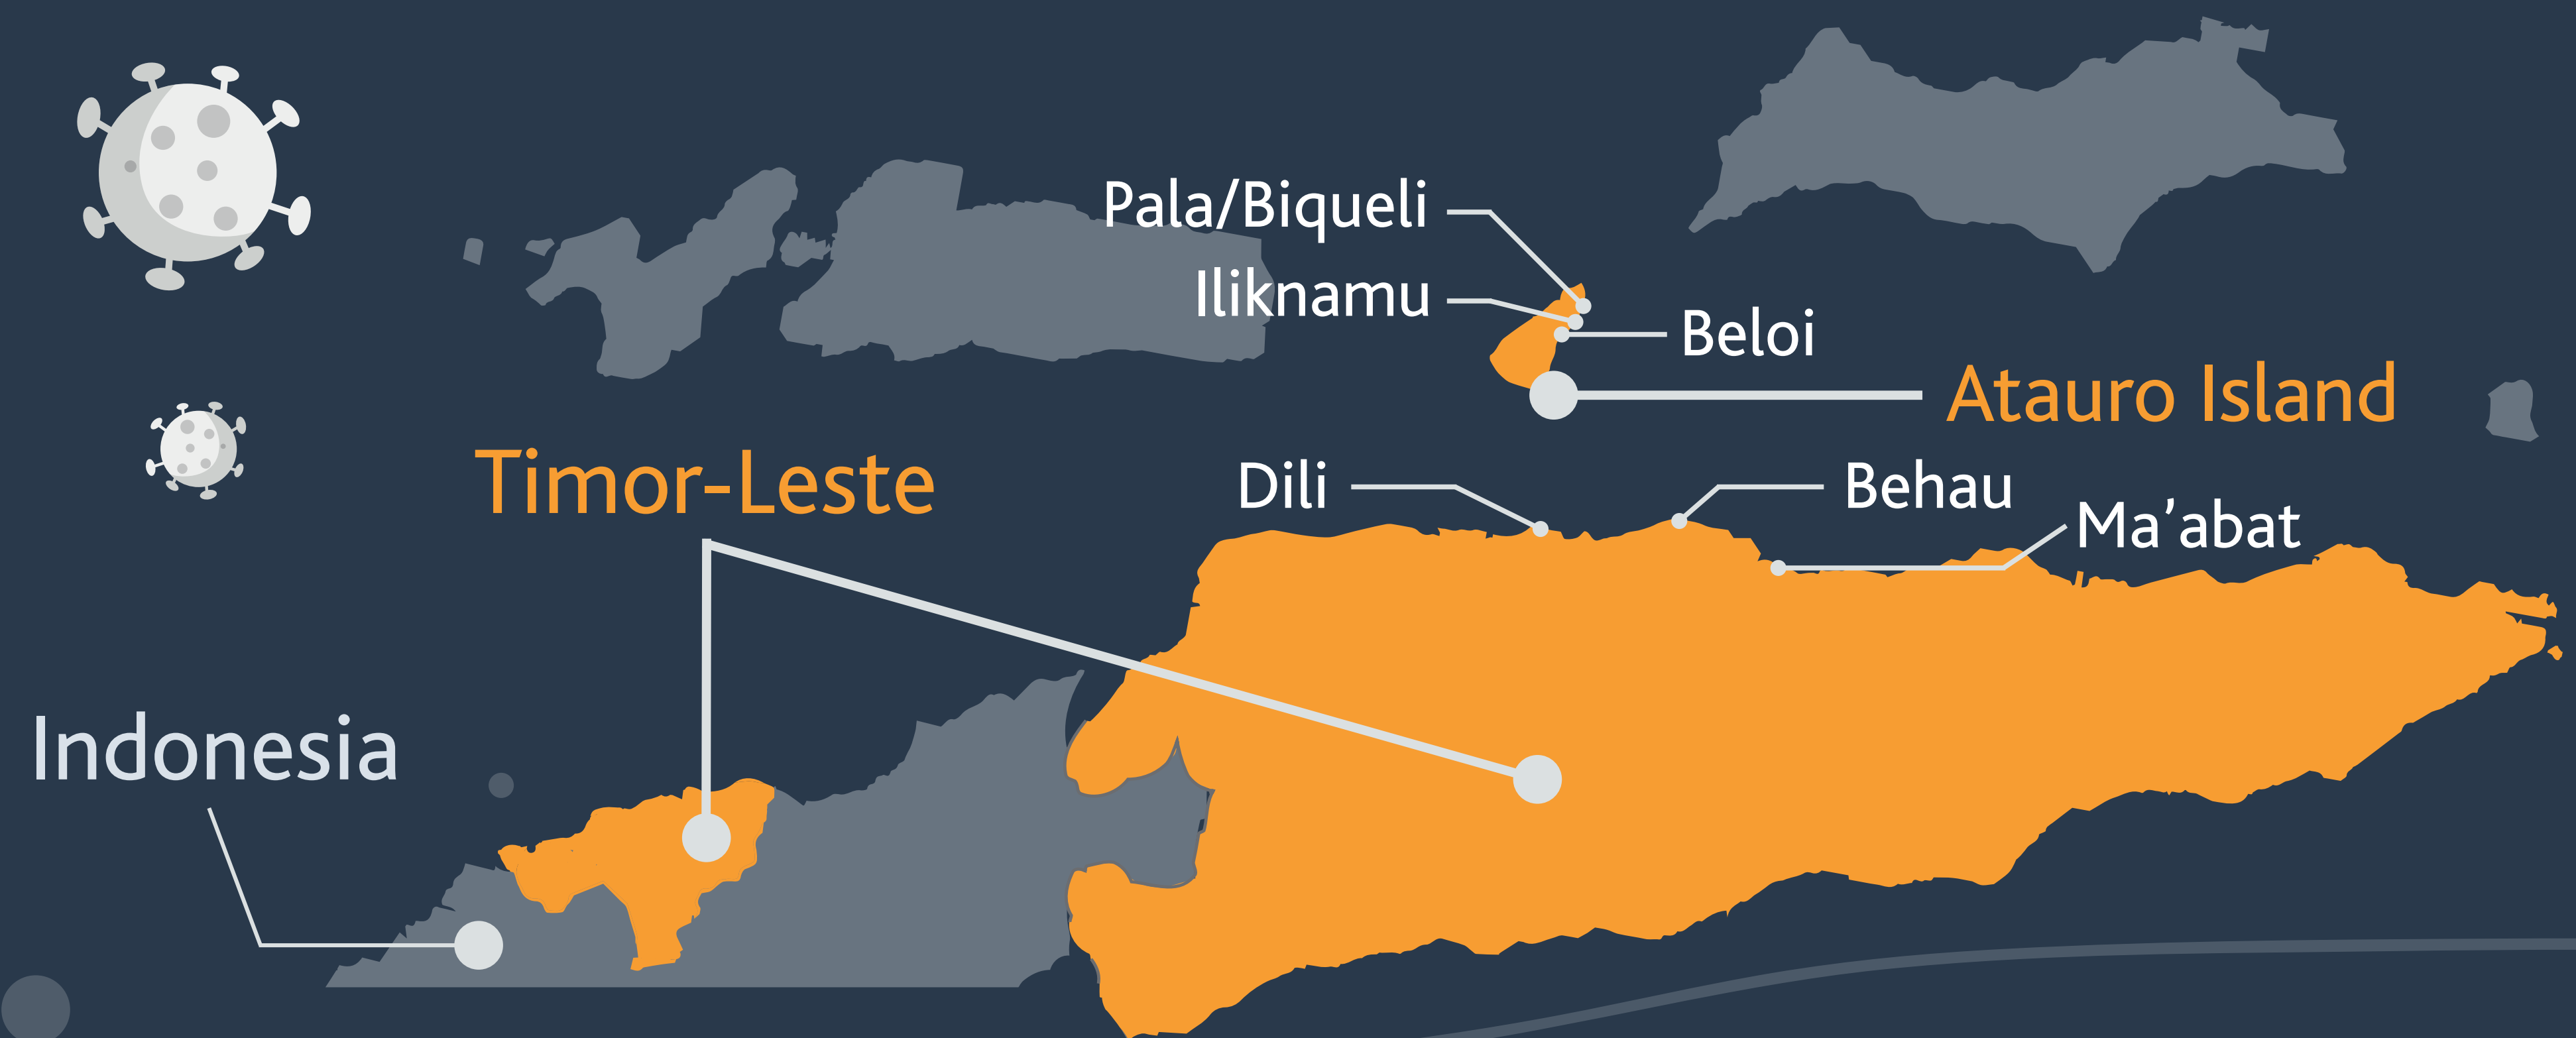 Pala/Biqueli
Iliknamu
Beloi
Atauro Island
Timor-Leste
Dili
Behau
Ma’abat
Indonesia